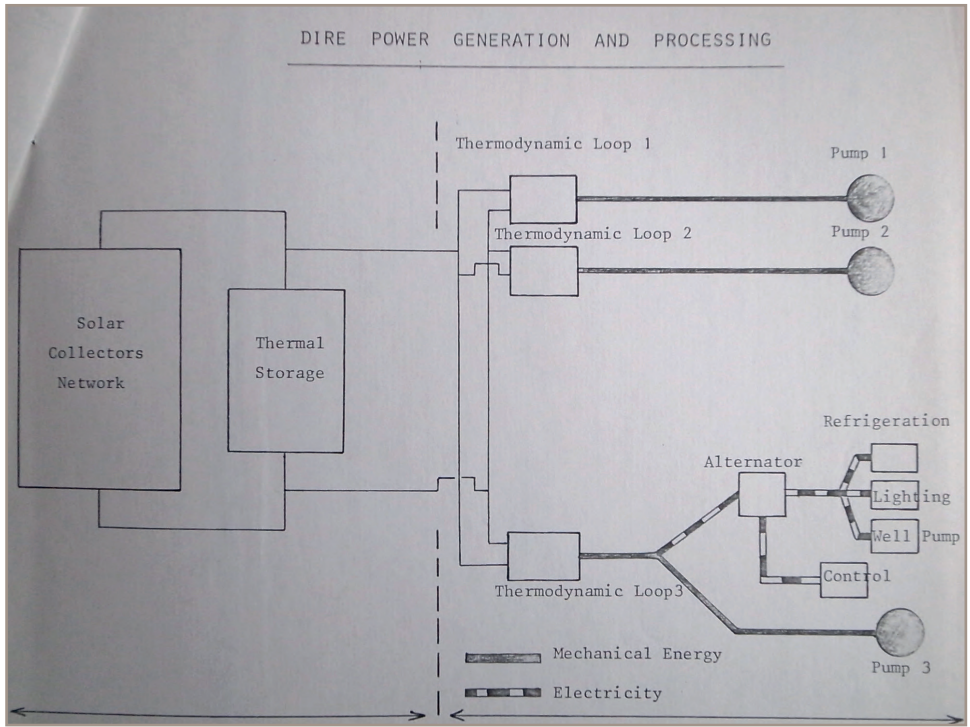 DIRE POWER GENERATION AND PROCESSING
Thermodynamic Loop 1
Pump 1
Thermodynamic Loop 2
Pump 2
Solar
Collectors
Network
Thermal
Storage
Refrigeration
Alternator
Lighting
Well Pump
Control
Thermodynamic Loop3
Pump 3
Mechanical Energy
Electricity